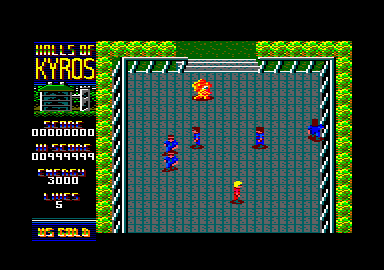 HALLS OF
KYROS
SCORE
00000000
HI SCORE
00999999
ENERGY
3000
LIVES
5
US GOLD